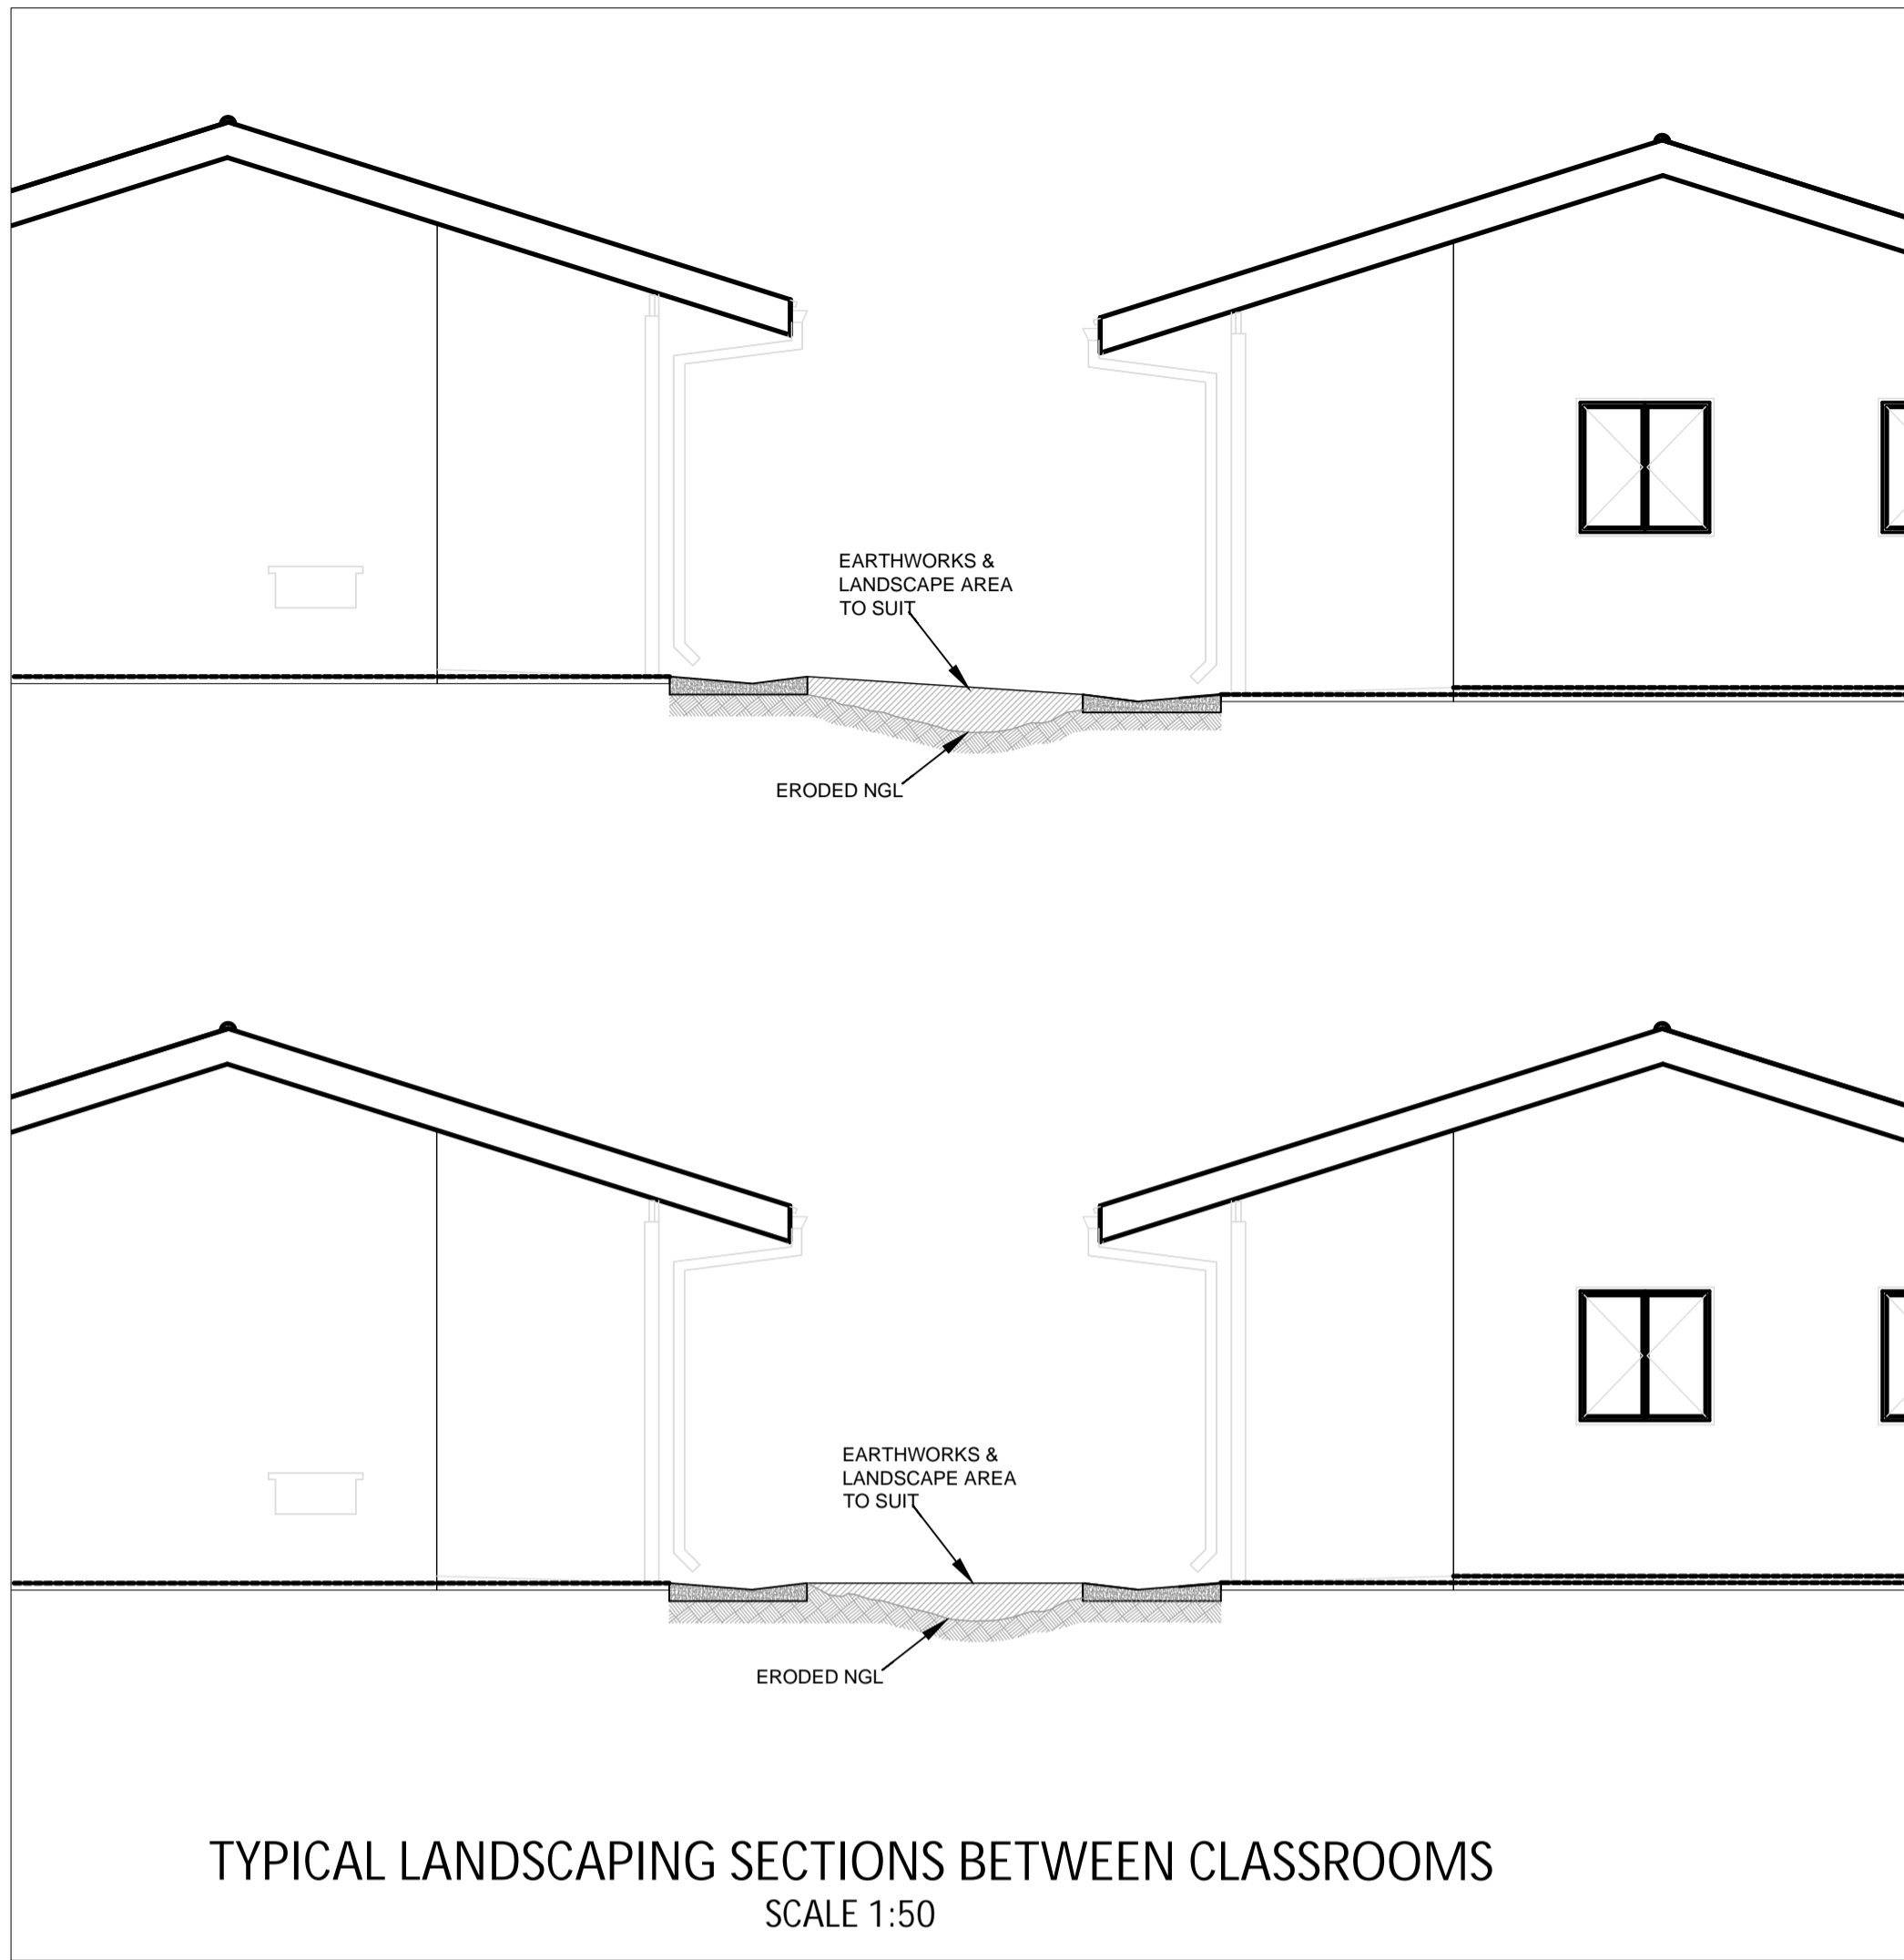 EARTHWORKS &
LANDSCAPE AREA
TO SUIT
ERODED NGL
EARTHWORKS &
LANDSCAPE AREA
TO SUIT
ERODED NGL
TYPICAL LANDSCAPING SECTIONS BETWEEN CLASSROOMS
SCALE 1:50